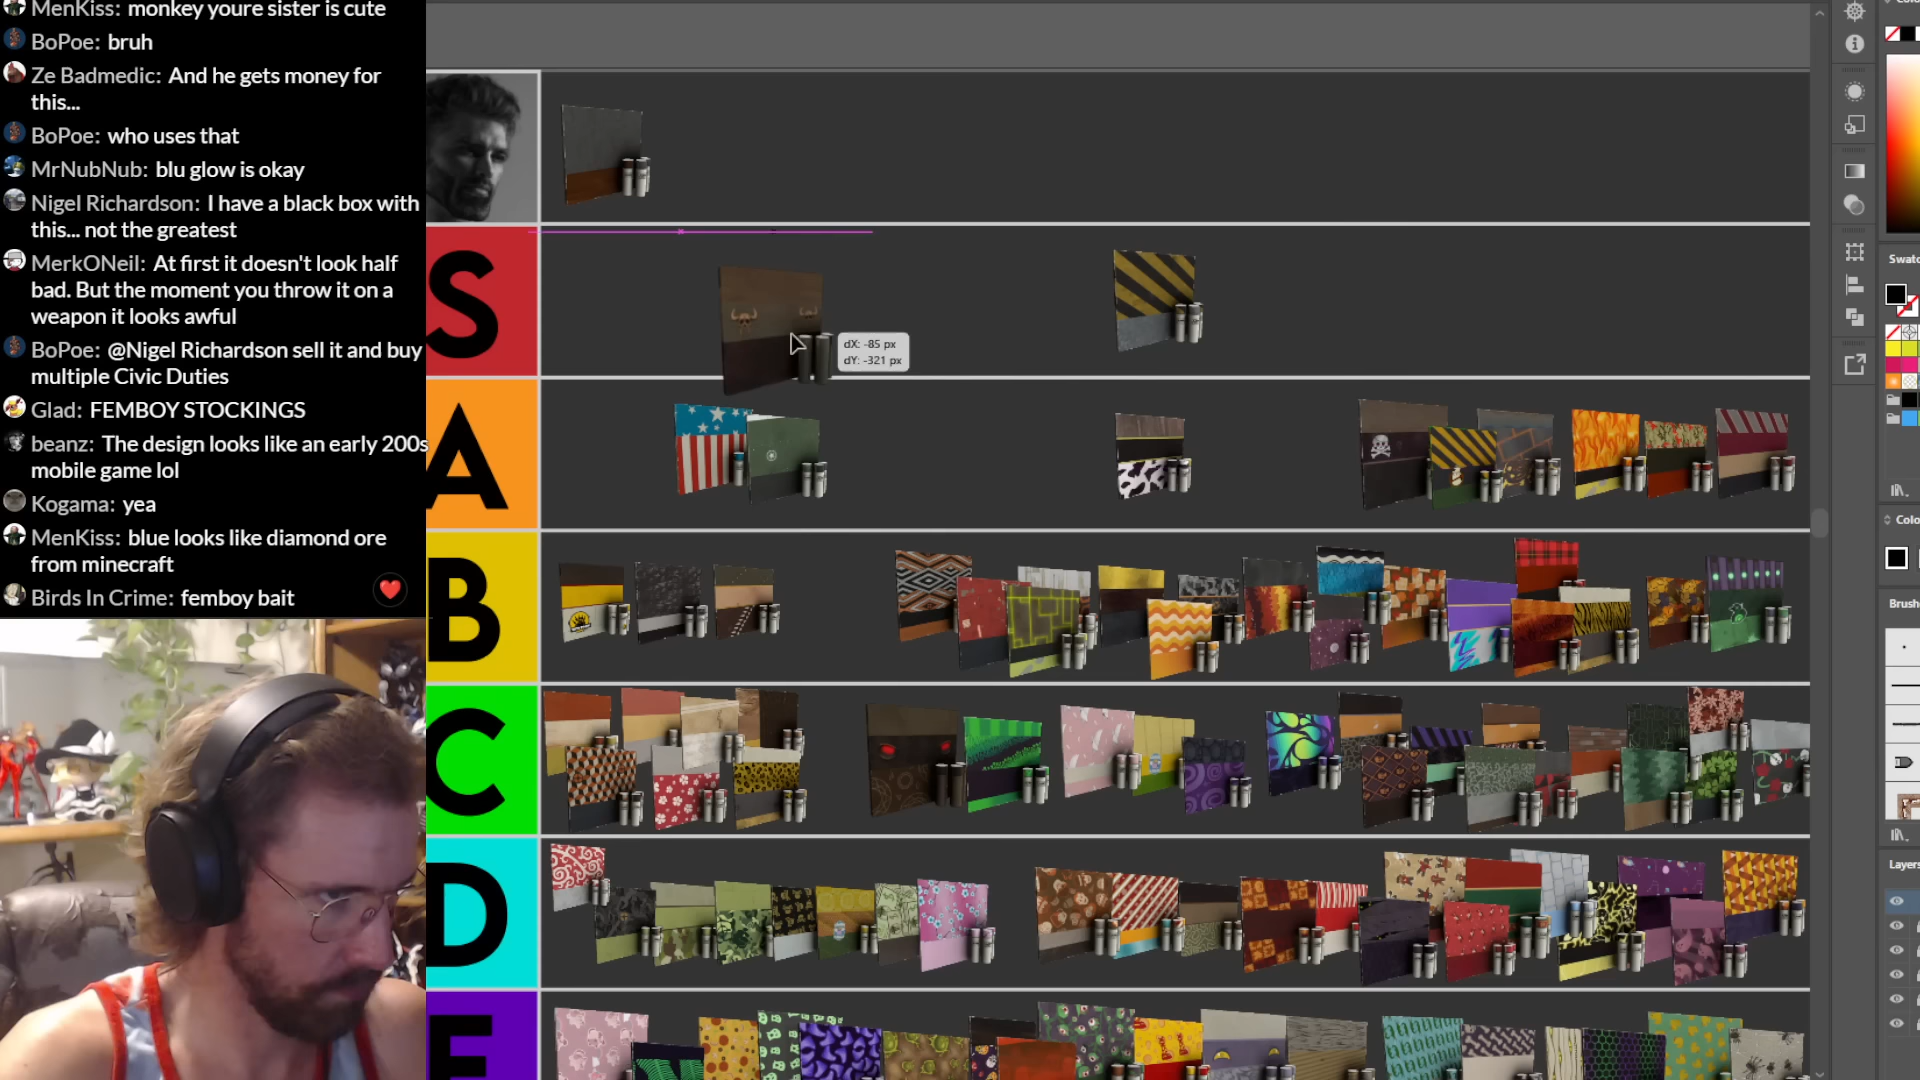 MenKiss: monkey youre sister is cute
BoPoe: bruh
Ze Badmedic: And he gets money for
this...
BoPoe: who uses that
MrNubNub: blu glow is okay
Nigel Richardson: I have a black box with
this... not the greatest
MerkONeil: At first it doesn't look half
bad. But the moment you throw it on a
weapon it looks awful
BoPoe: @Nigel Richardson sell it and buy
multiple Civic Duties
Glad: FEMBOY STOCKINGS
beanz: The design looks like an early 200s
mobile game lol
Kogama: yea
MenKiss: blue looks like diamond ore
from minecraft
Birds In Crime: femboy bait
S
dX: -85 px
dY: -321 px
A
B
C
D
E
Swatc
Colo
Brushe
Layers